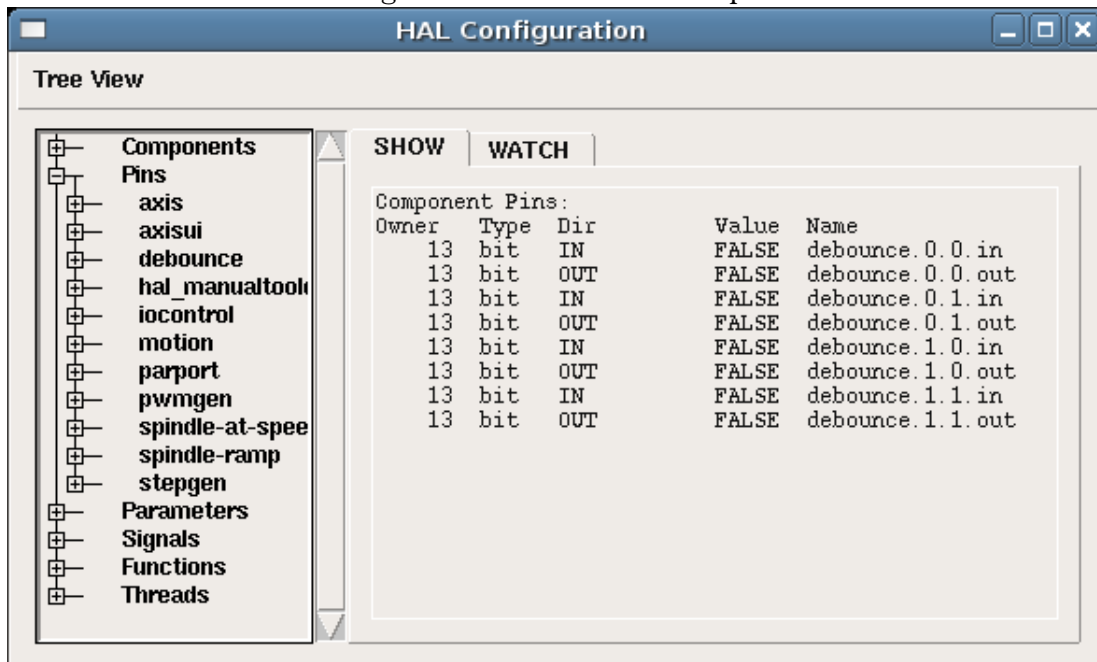 HAL Configuration
Tree View
Components
Pins
axis
axisui
debounce
iocontrol
motion
parport
pwmgen
spindle-at-spee
spindle-ramp
stepgen
Parameters
Signals
Functions
Threads
SHOW WATCH
Component Pins:
Owner Type Dir Value Name
13 bit IN FALSE debounce.0.0.in
13 bit OUT FALSE debounce.0.0.out
13 bit IN FALSE debounce.0.1.in
13 bit OUT FALSE debounce.0.1.out
13 bit IN FALSE debounce.1.0.in
13 bit OUT FALSE debounce.1.0.out
13 bit IN FALSE debounce.1.1.in
13 bit OUT FALSE debounce.1.1.out